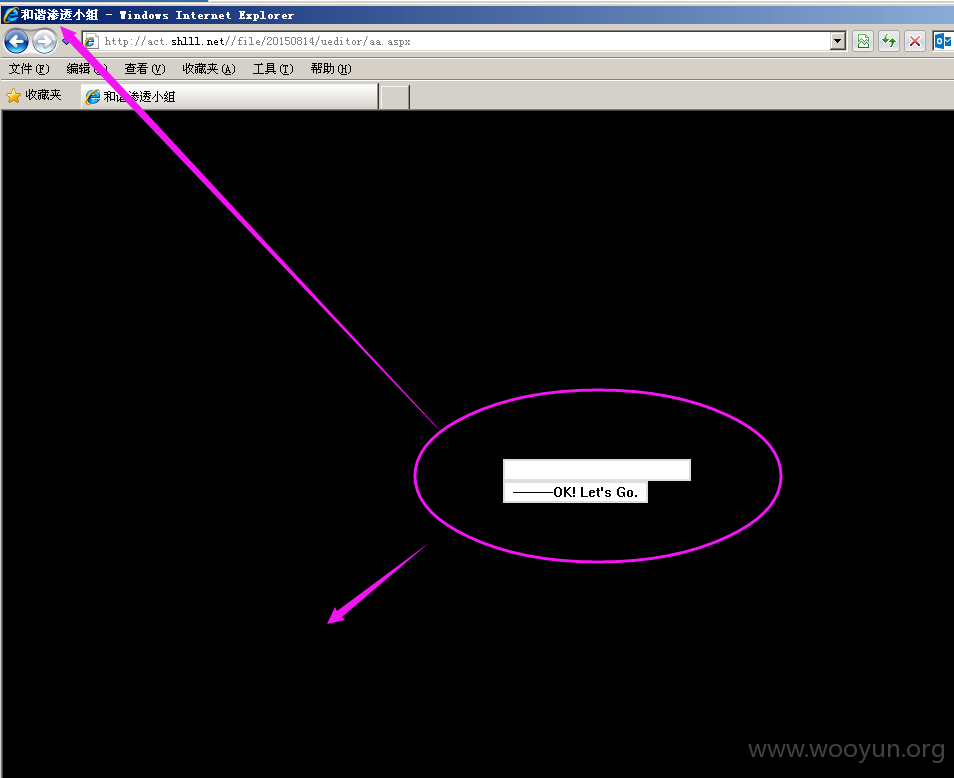 和谐渗透小组 - Windows Internet Explorer
http://act.shlll.net//file/20150814/ueditor/aa.aspx
文件(F) 编辑 查看(V) 收藏夹(A) 工具(T) 帮助(H)
收藏夹 和谐渗透小组
———OK! Let's Go.
www.wooyun.org